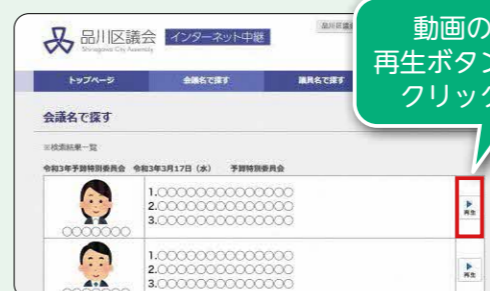 品川区議会 インターネット中継
Shinagawa City Assembly
品川区議
動画の
再生ボタン
クリック
トップページ 会議名で探す 議員名で探す
会議名で探す
※検索結果一覧
令和3年予算特別委員会 令和3年3月17日（水） 予算特別委員会
1.○○○○○○○○○○○○○
2.○○○○○○○○○○○○○
3.○○○○○○○○○○○○○
○○○○○○○
再生
1.○○○○○○○○○○○○○
2.○○○○○○○○○○○○○
3.○○○○○○○○○○○○○
○○○○○○○
再生